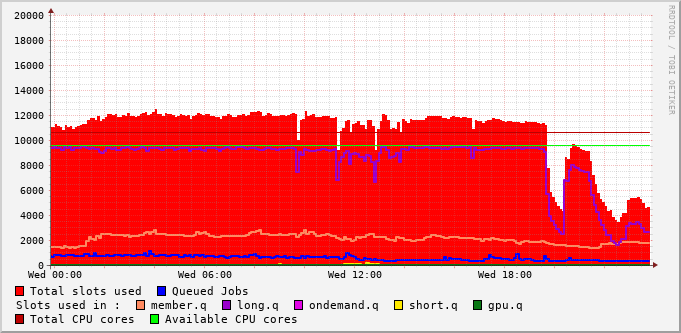 20000
18000
16000
14000
12000
10000
8000
6000
4000
2000
0
Wed 00:00 Wed 06:00 Wed 12:00 Wed 18:00
Total slots used Queued Jobs
Slots used in : member.q long.q ondemand.q short.q gpu.q
Total CPU cores Available CPU cores
RRDTOOL / TOBI OETIKER